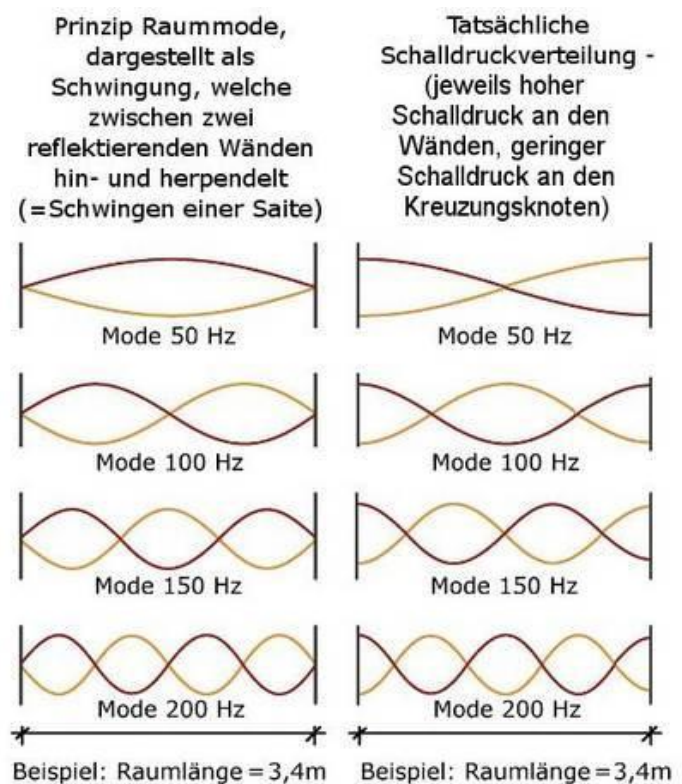 Prinzip Raummode,
dargestellt als
Schwingung, welche
zwischen zwei
reflektierenden Wänden
hin- und herpendelt
(=Schwingen einer Saite)
Mode 50 Hz
Mode 100 Hz
Mode 150 Hz
Mode 200 Hz
Beispiel: Raumlänge = 3,4m
Tatsächliche
Schalldruckverteilung -
(jeweils hoher
Schalldruck an den
Wänden, geringer
Schalldruck an den
Kreuzungsknoten)
Mode 50 Hz
Mode 100 Hz
Mode 150 Hz
Mode 200 Hz
Beispiel: Raumlänge = 3,4m